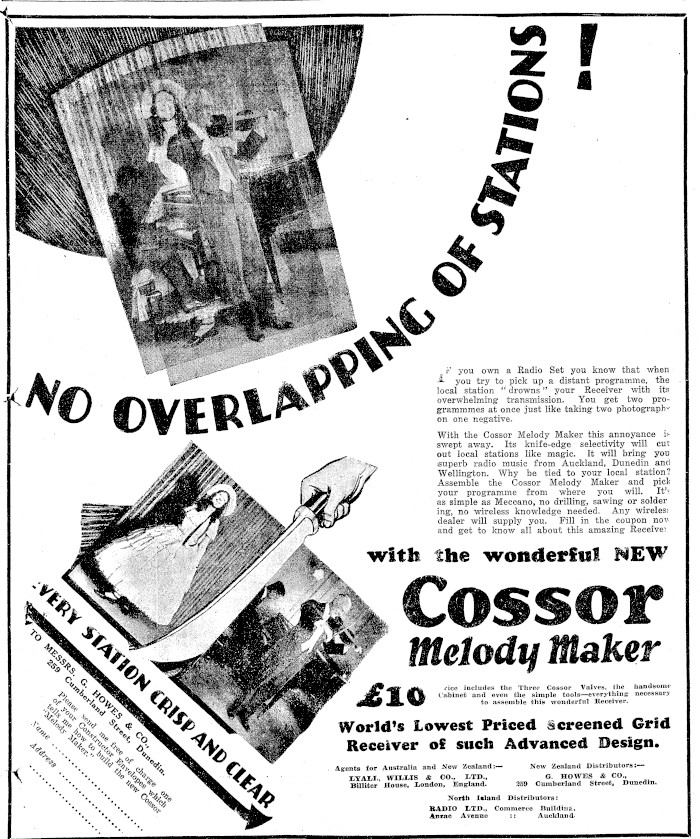 NO OVERLAPPING OF STATIONS!
you own a Radio Set you know that when
you try to pick up a distant programme, the
local station "drowns" your Receiver with its
overwhelming transmission. You get two pro-
grammes at once just like taking two photographs
on one negative.
With the Cossor Melody Maker this annoyance is
swept away. Its knife-edge selectivity will cut
out local stations like magic. It will bring you
superb radio music from Auckland, Dunedin and
Wellington. Why be tied to your local station?
Assemble the Cossor Melody Maker and pick
your programme from where you will. It's
as simple as Meccano, no drilling, sawing or solder
ing, no wireless knowledge needed. Any wireless
dealer will supply you. Fill in the coupon now
and get to know all about this amazing Receiver
with the wonderful NEW
Cossor
Melody Maker
£10
includes the Three Cossor Valves, the handsome
Cabinet and even the simple tools—everything necessary
to assemble this wonderful Receiver.
World's Lowest Priced Screened Grid
Receiver of such Advanced Design.
Agents for Australia and New Zealand:—
LYALL, WILLIS & CO., LTD.,
Billiter House, London, England.
New Zealand Distributors:—
G. HOWES & CO.,
259 Cumberland Street, Dunedin.
North Island Distributors:
RADIO LTD., Commerce Building,
Anzac Avenue :: Auckland.
EVERY STATION CRISP AND CLEAR
TO MESSRS. G. HOWES & CO.,
259 Cumberland Street, Dunedin.
Please send me free of charge one
of your Constructor Envelopes which
tells me how to build the new Cossor
"Melody Maker."
Name
Address